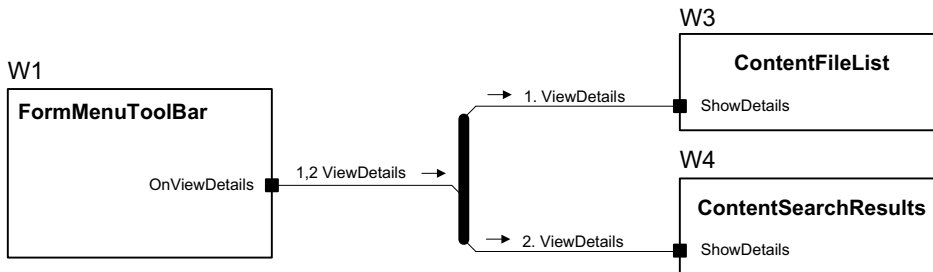 W1
FormMenuToolBar
OnViewDetails
1,2 ViewDetails
1. ViewDetails
2. ViewDetails
W3
ContentFileList
ShowDetails
W4
ContentSearchResults
ShowDetails